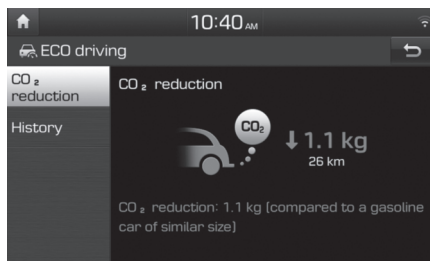 10:40 AM
ECO driving
CO₂
reduction
History
CO₂ reduction
CO₂
↓ 1.1 kg
26 km
CO₂ reduction: 1.1 kg (compared to a gasoline
car of similar size)